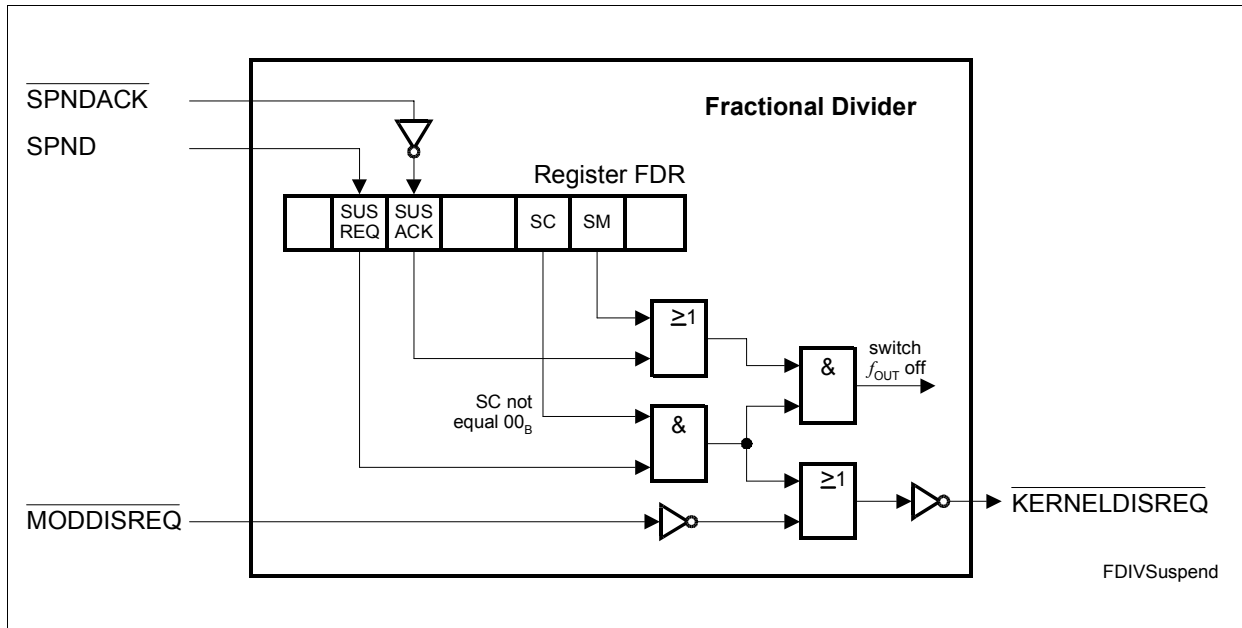 SPNDACK
SPND
Fractional Divider
Register FDR
SUS
REQ
SUS
ACK
SC
SM
≥1
&
switch
fOUT off
SC not
equal 00B
&
≥1
MODDISREQ
KERNELDISREQ
FDIVSuspend